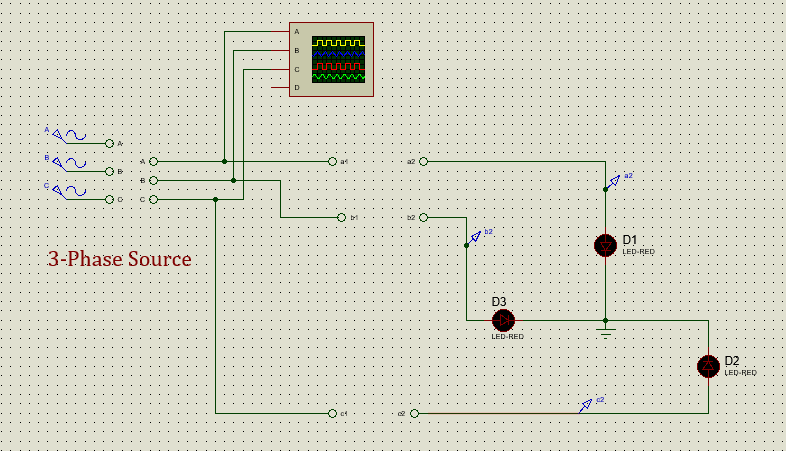 A
B
C
D
A
A
B
B
C
C
A
B
C
a1
a2
a2
b1
b2
b2
3-Phase Source
D1
LED-RED
D3
LED-RED
D2
LED-RED
c1
c2
c2